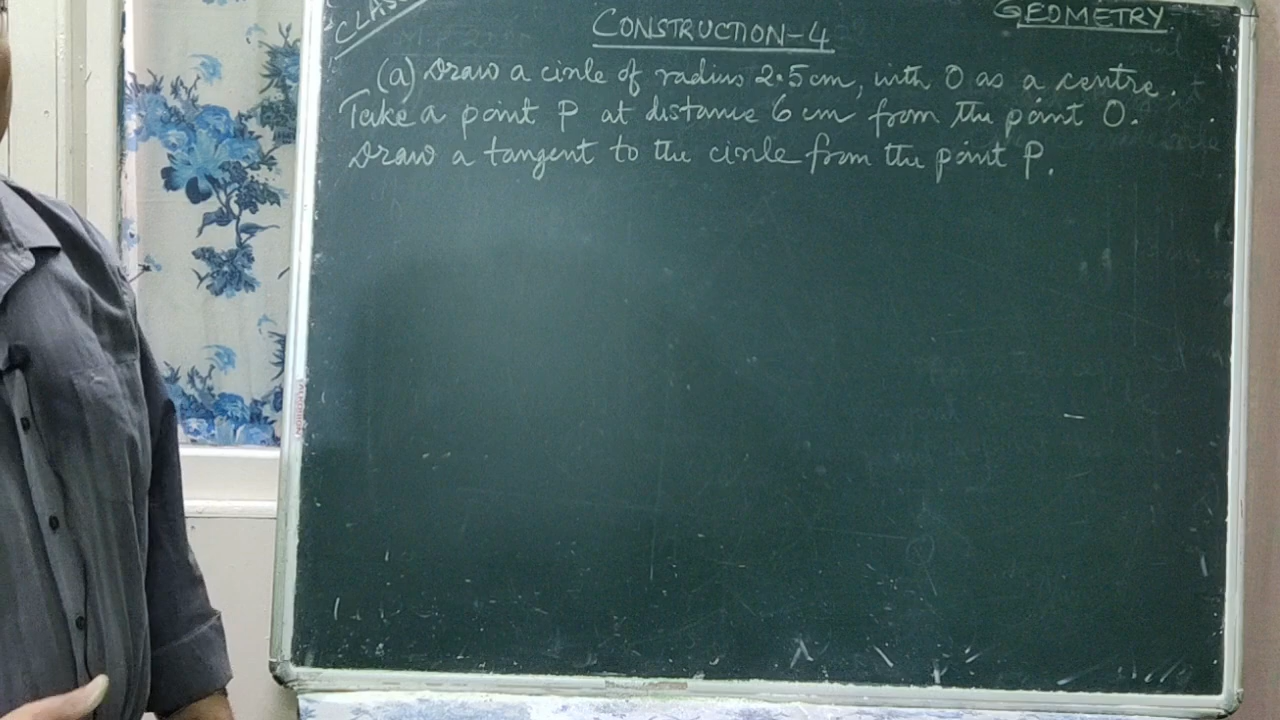 CLASS
CONSTRUCTION-4
GEOMETRY
(a) Draw a circle of radius 2.5 cm, with O as a centre.
Take a point P at distance 6 cm from the point O.
Draw a tangent to the circle from the point P.